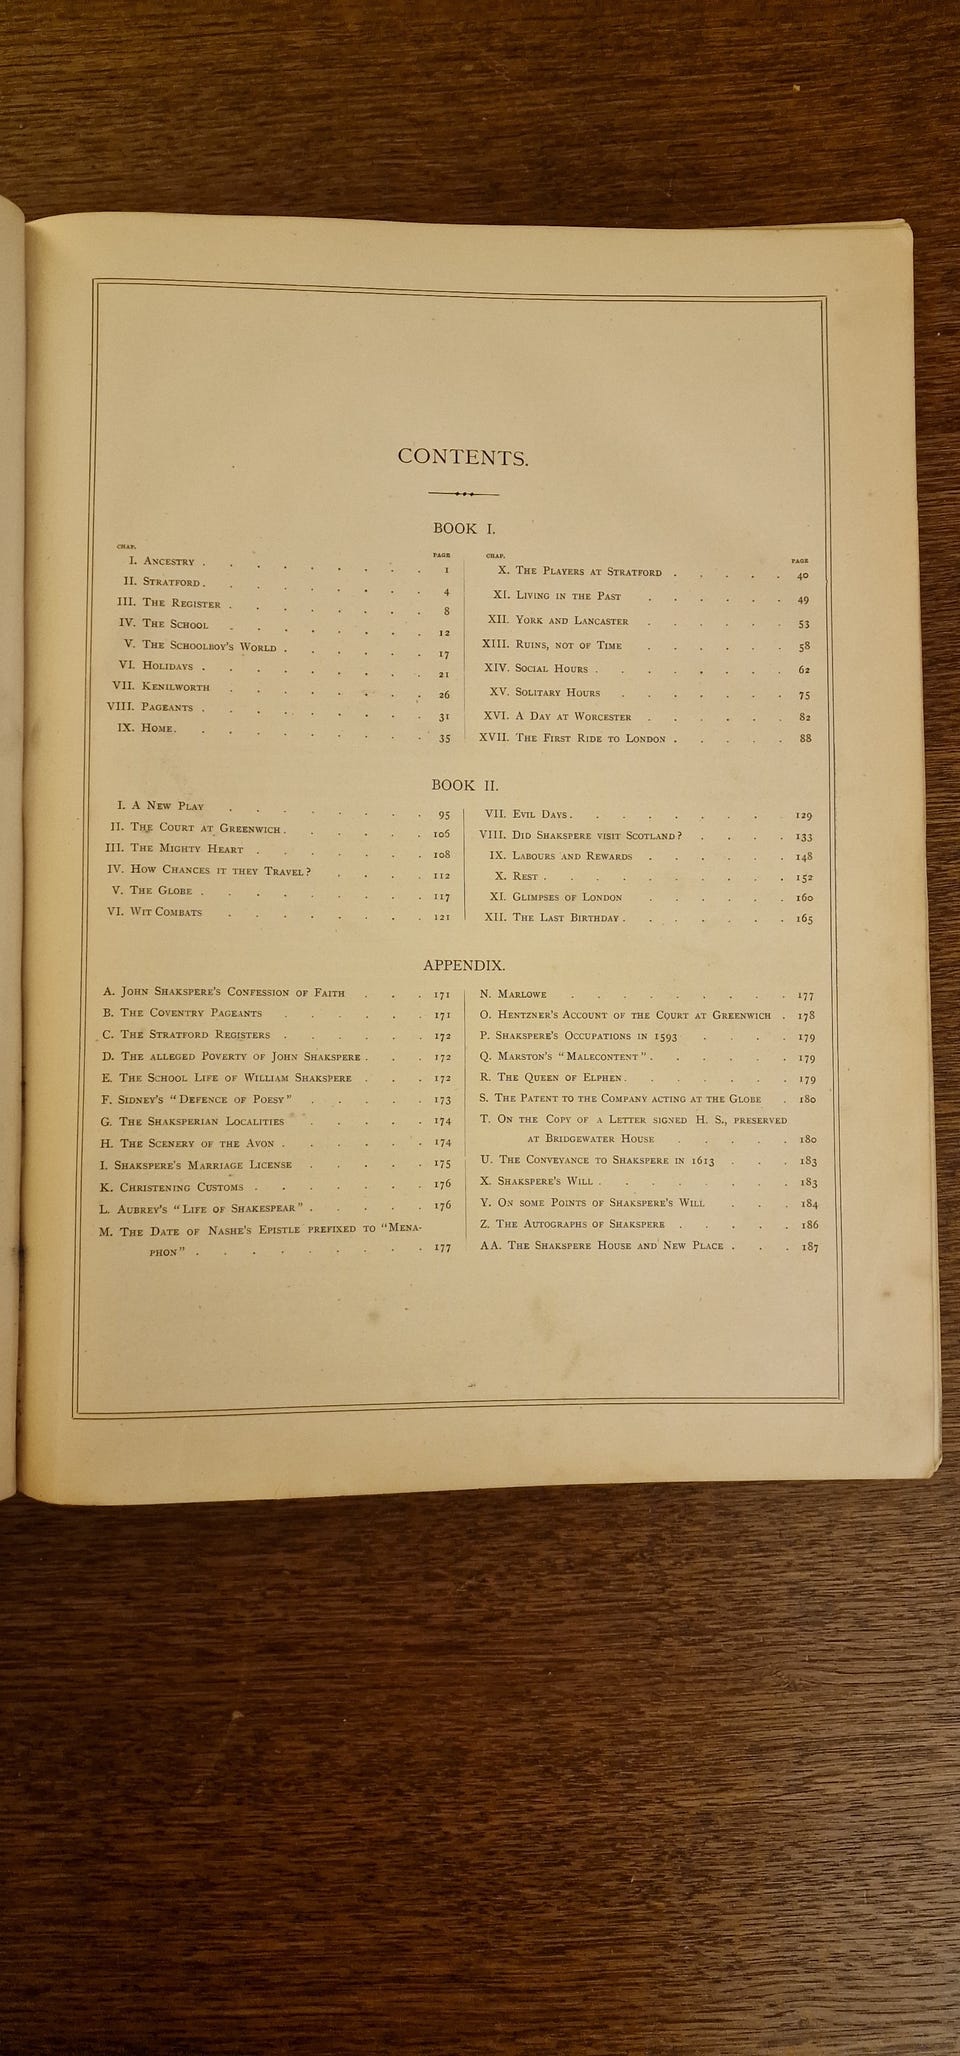 CONTENTS.
BOOK I.
CHAP. PAGE
I. ANCESTRY . . . . . . . . . 1
II. STRATFORD . . . . . . . . . 4
III. THE REGISTER . . . . . . . . 8
IV. THE SCHOOL . . . . . . . . 12
V. THE SCHOOLBOY'S WORLD . . . . . . 17
VI. HOLIDAYS . . . . . . . . . 21
VII. KENILWORTH . . . . . . . . 26
VIII. PAGEANTS . . . . . . . . . 31
IX. HOME . . . . . . . . . . 35
CHAP. PAGE
X. THE PLAYERS AT STRATFORD . . . . . 40
XI. LIVING IN THE PAST . . . . . . 49
XII. YORK AND LANCASTER . . . . . . 53
XIII. RUINS, NOT OF TIME . . . . . . 58
XIV. SOCIAL HOURS . . . . . . . . 62
XV. SOLITARY HOURS . . . . . . . 75
XVI. A DAY AT WORCESTER . . . . . . 82
XVII. THE FIRST RIDE TO LONDON . . . . . 88
BOOK II.
I. A NEW PLAY . . . . . . . . 95
II. THE COURT AT GREENWICH . . . . . . 106
III. THE MIGHTY HEART . . . . . . . 108
IV. HOW CHANCES IT THEY TRAVEL? . . . . 112
V. THE GLOBE . . . . . . . . . 117
VI. WIT COMBATS . . . . . . . . 121
VII. EVIL DAYS . . . . . . . . . 129
VIII. DID SHAKSPERE VISIT SCOTLAND? . . . . 133
IX. LABOURS AND REWARDS . . . . . . 148
X. REST . . . . . . . . . . 152
XI. GLIMPSES OF LONDON . . . . . . 160
XII. THE LAST BIRTHDAY . . . . . . . 165
APPENDIX.
A. JOHN SHAKSPERE'S CONFESSION OF FAITH . . . 171
B. THE COVENTRY PAGEANTS . . . . . . 171
C. THE STRATFORD REGISTERS . . . . . . 172
D. THE ALLEGED POVERTY OF JOHN SHAKSPERE . . . 172
E. THE SCHOOL LIFE OF WILLIAM SHAKSPERE . . . 172
F. SIDNEY'S "DEFENCE OF POESY" . . . . . 173
G. THE SHAKSPERIAN LOCALITIES . . . . . 174
H. THE SCENERY OF THE AVON . . . . . . 174
I. SHAKSPERE'S MARRIAGE LICENSE . . . . . 175
K. CHRISTENING CUSTOMS . . . . . . . 176
L. AUBREY'S "LIFE OF SHAKESPEAR" . . . . . 176
M. THE DATE OF NASHE'S EPISTLE PREFIXED TO "MENA-
PHON" . . . . . . . . . 177
N. MARLOWE . . . . . . . . . 177
O. HENTZNER'S ACCOUNT OF THE COURT AT GREENWICH . 178
P. SHAKSPERE'S OCCUPATIONS IN 1593 . . . . 179
Q. MARSTON'S "MALECONTENT" . . . . . . 179
R. THE QUEEN OF ELPHEN . . . . . . . 179
S. THE PATENT TO THE COMPANY ACTING AT THE GLOBE . 180
T. ON THE COPY OF A LETTER SIGNED H. S., PRESERVED
AT BRIDGEWATER HOUSE . . . . . 180
U. THE CONVEYANCE TO SHAKSPERE IN 1613 . . . 183
X. SHAKSPERE'S WILL . . . . . . . . 183
Y. ON SOME POINTS OF SHAKSPERE'S WILL . . . 184
Z. THE AUTOGRAPHS OF SHAKSPERE . . . . . 186
AA. THE SHAKSPERE HOUSE AND NEW PLACE . . . 187